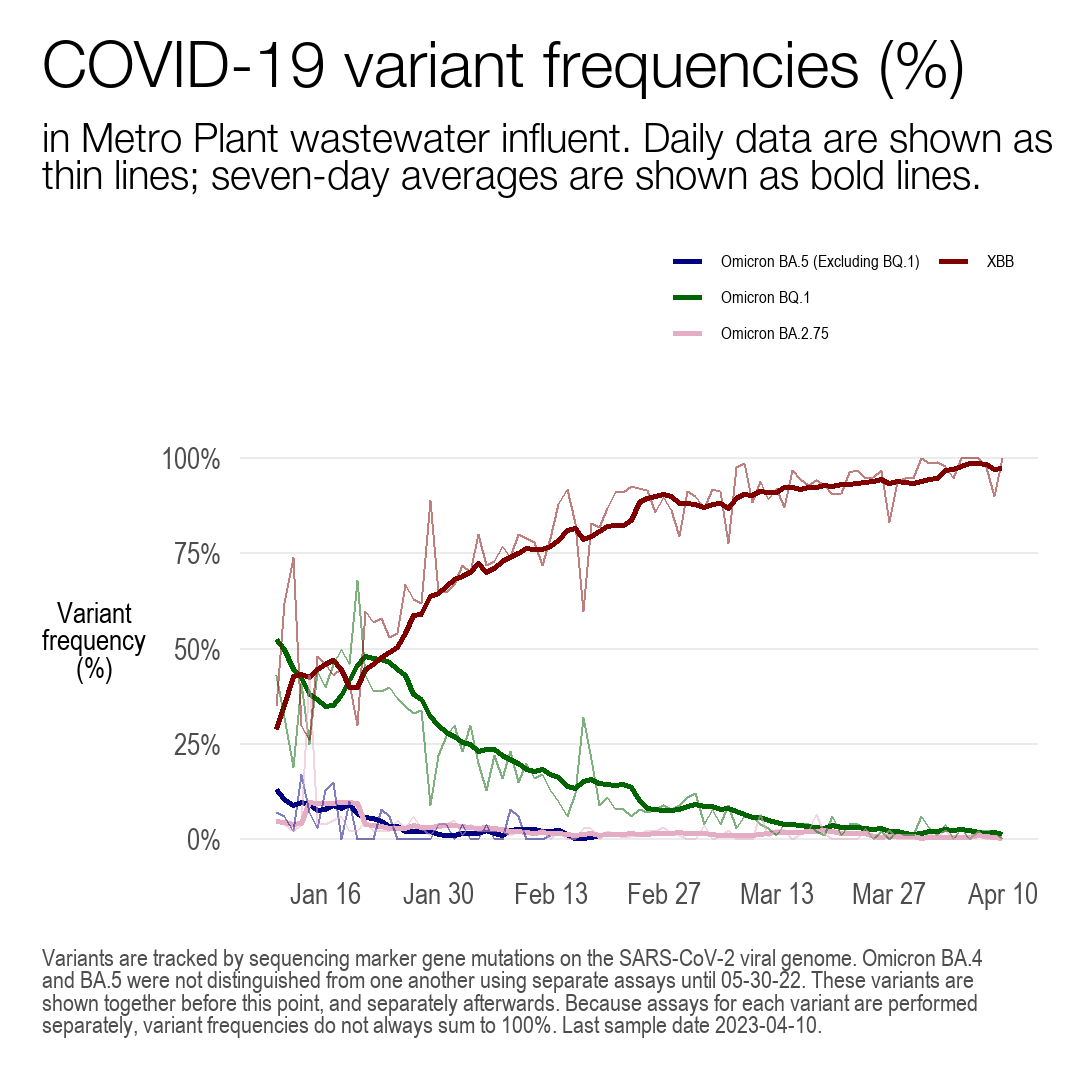 COVID-19 variant frequencies (%)
in Metro Plant wastewater influent. Daily data are shown as
thin lines; seven-day averages are shown as bold lines.
Omicron BA.5 (Excluding BQ.1)
XBB
Omicron BQ.1
Omicron BA.2.75
100%
75%
50%
25%
0%
Variant
frequency
(%)
Jan 16
Jan 30
Feb 13
Feb 27
Mar 13
Mar 27
Apr 10
Variants are tracked by sequencing marker gene mutations on the SARS-CoV-2 viral genome. Omicron BA.4
and BA.5 were not distinguished from one another using separate assays until 05-30-22. These variants are
shown together before this point, and separately afterwards. Because assays for each variant are performed
separately, variant frequencies do not always sum to 100%. Last sample date 2023-04-10.